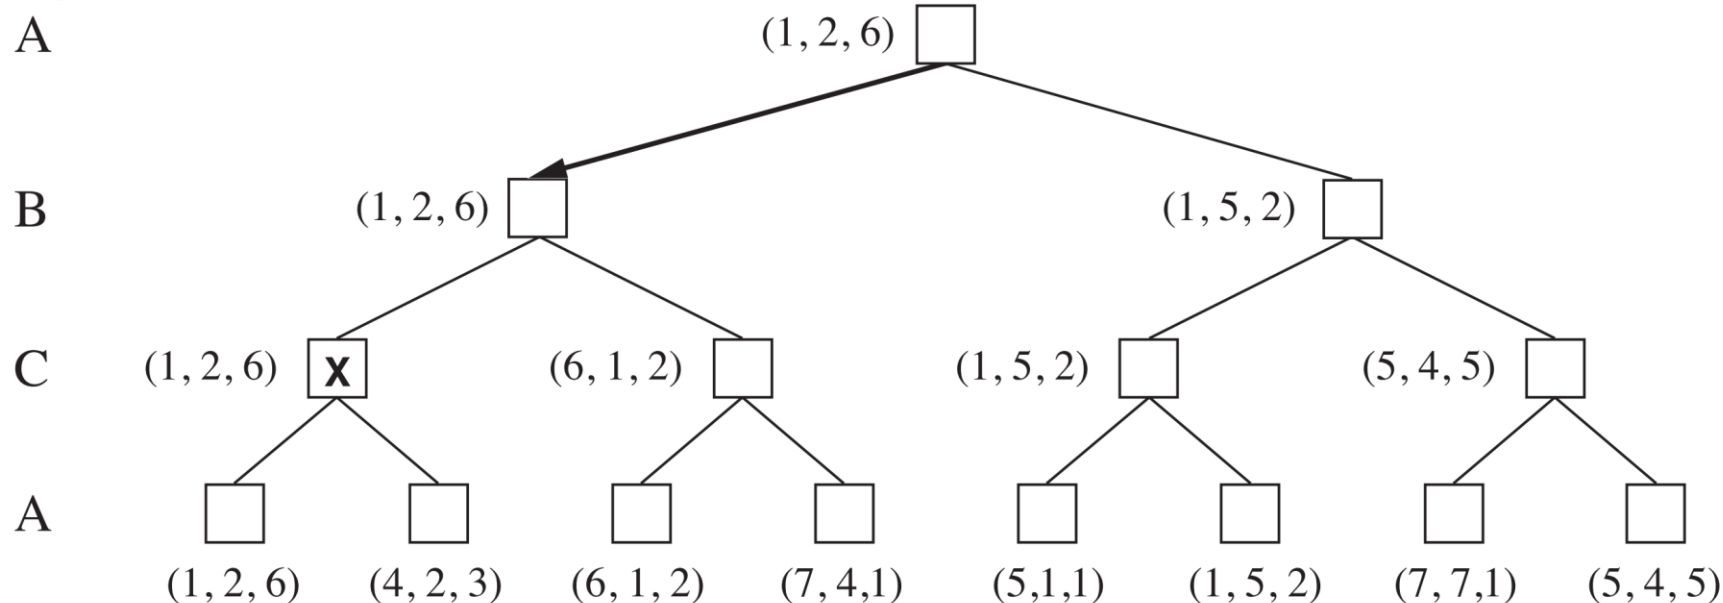 A (1, 2, 6)
B (1, 2, 6) (1, 5, 2)
C (1, 2, 6) X (6, 1, 2) (1, 5, 2) (5, 4, 5)
A
(1, 2, 6) (4, 2, 3) (6, 1, 2) (7, 4,1) (5,1,1) (1, 5, 2) (7, 7,1) (5, 4, 5)